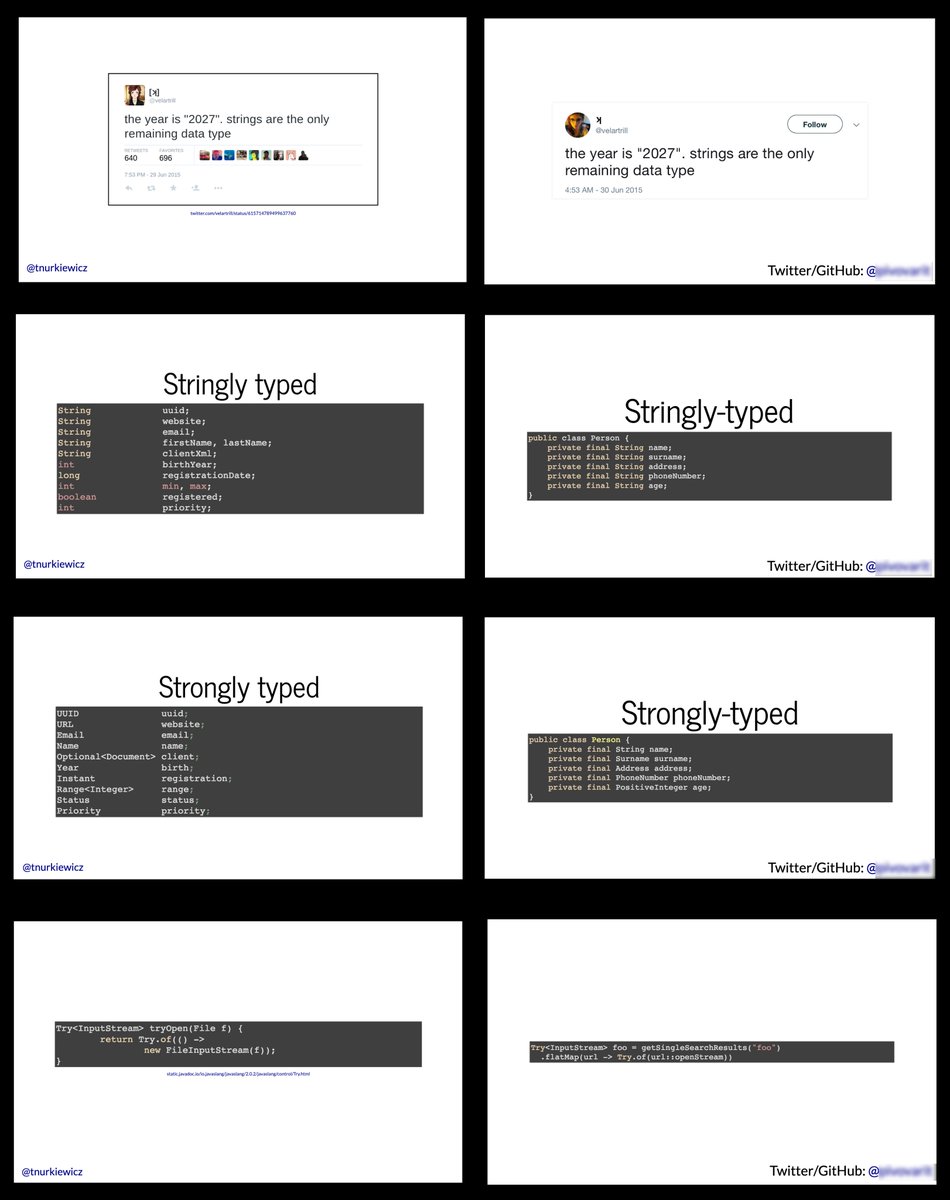 [ʞ]
@velartrill
the year is "2027". strings are the only
remaining data type
RETWEETS FAVORITES
640 696
7:53 PM - 29 Jun 2015
twitter.com/velartrill/status/615714789499637760
@tnurkiewicz
ʞ
@velartrill
Follow
the year is "2027". strings are the only
remaining data type
4:53 AM - 30 Jun 2015
Twitter/GitHub: @
Stringly typed
String uuid;
String website;
String email;
String firstName, lastName;
String clientXml;
int birthYear;
long registrationDate;
int min, max;
boolean registered;
int priority;
@tnurkiewicz
Stringly-typed
public class Person {
private final String name;
private final String surname;
private final String address;
private final String phoneNumber;
private final String age;
}
Twitter/GitHub: @
Strongly typed
UUID uuid;
URL website;
Email email;
Name name;
Optional<Document> client;
Year birth;
Instant registration;
Range<Integer> range;
Status status;
Priority priority;
@tnurkiewicz
Strongly-typed
public class Person {
private final String name;
private final Surname surname;
private final Address address;
private final PhoneNumber phoneNumber;
private final PositiveInteger age;
}
Twitter/GitHub: @
Try<InputStream> tryOpen(File f) {
return Try.of(() ->
new FileInputStream(f));
}
static.javadoc.io/io.javaslang/javaslang/2.0.2/javaslang/control/Try.html
@tnurkiewicz
Try<InputStream> foo = getSingleSearchResults("foo")
.flatMap(url -> Try.of(url::openStream))
Twitter/GitHub: @